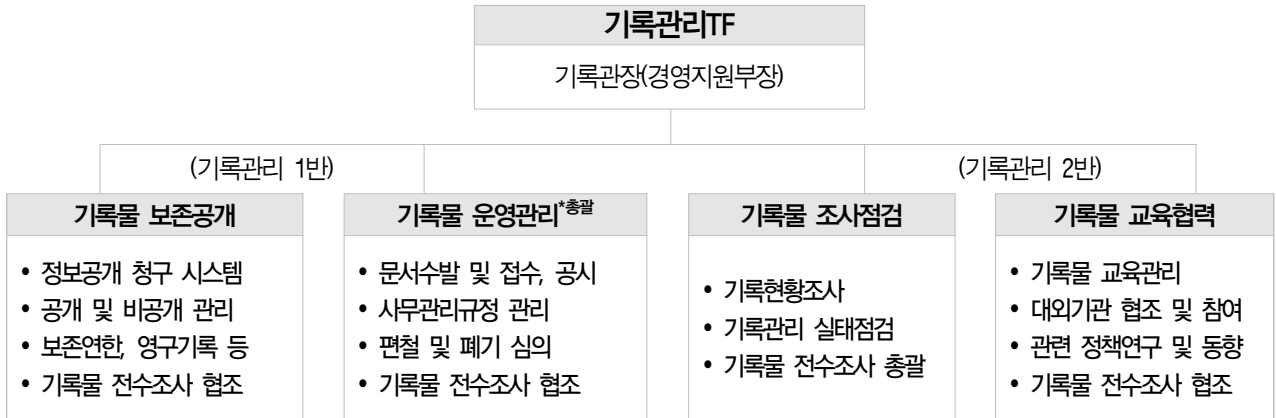 기록관리TF
기록관장(경영지원부장)
(기록관리 1반)
(기록관리 2반)
기록물 보존공개
• 정보공개 청구 시스템
• 공개 및 비공개 관리
• 보존연한, 영구기록 등
• 기록물 전수조사 협조
기록물 운영관리*총괄
• 문서수발 및 접수, 공시
• 사무관리규정 관리
• 편철 및 폐기 심의
• 기록물 전수조사 협조
기록물 조사점검
• 기록현황조사
• 기록관리 실태점검
• 기록물 전수조사 총괄
기록물 교육협력
• 기록물 교육관리
• 대외기관 협조 및 참여
• 관련 정책연구 및 동향
• 기록물 전수조사 협조